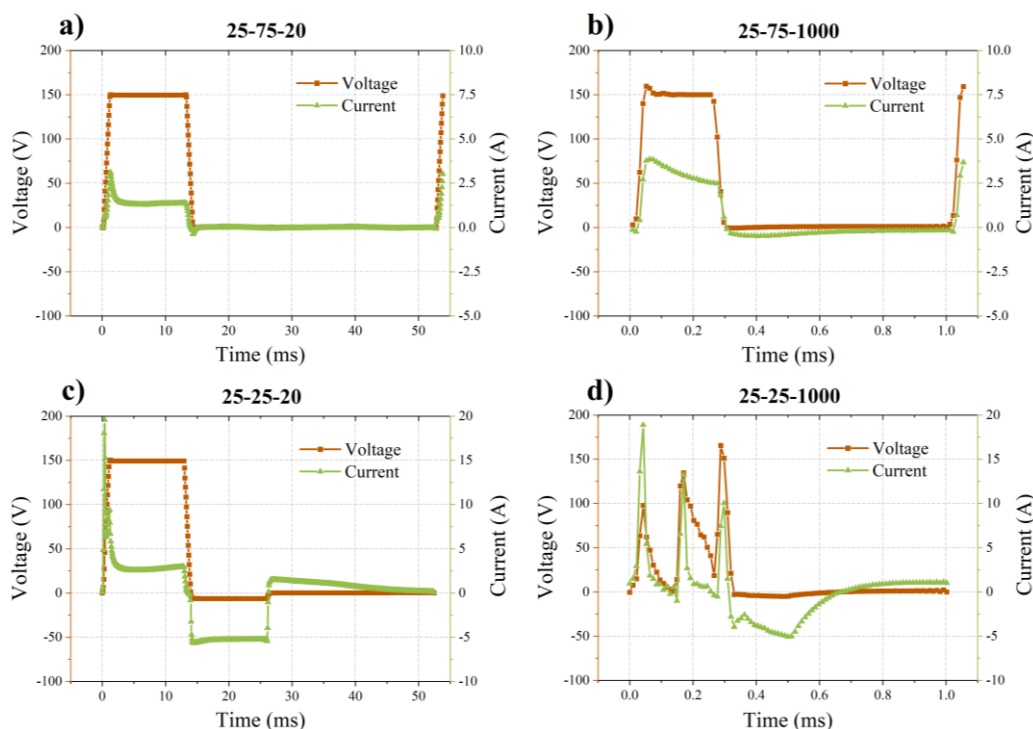 a)
25-75-20
200
150
100
50
0
-50
-100
Voltage (V)
Voltage
Current
10.0
7.5
5.0
2.5
0.0
-2.5
-5.0
Current (A)
0 10 20 30 40 50
Time (ms)
b)
25-75-1000
200
150
100
50
0
-50
-100
Voltage (V)
Voltage
Current
10.0
7.5
5.0
2.5
0.0
-2.5
-5.0
Current (A)
0.0 0.2 0.4 0.6 0.8 1.0
Time (ms)
c)
25-25-20
200
150
100
50
0
-50
-100
Voltage (V)
Voltage
Current
20
15
10
5
0
-5
-10
Current (A)
0 10 20 30 40 50
Time (ms)
d)
25-25-1000
200
150
100
50
0
-50
-100
Voltage (V)
Voltage
Current
20
15
10
5
0
-5
-10
Current (A)
0.0 0.2 0.4 0.6 0.8 1.0
Time (ms)